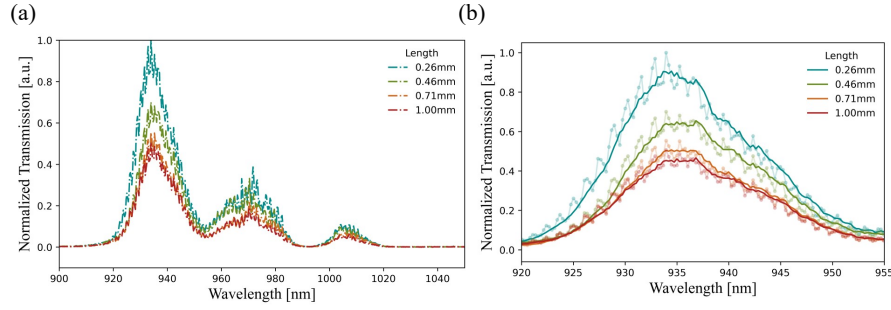 (a)
Normalized Transmission [a.u.]
1.0
0.8
0.6
0.4
0.2
0.0
900
920
940
960
980
1000
1020
1040
Wavelength [nm]
Length
0.26mm
0.46mm
0.71mm
1.00mm
(b)
Normalized Transmission [a.u.]
1.0
0.8
0.6
0.4
0.2
0.0
920
925
930
935
940
945
950
955
Wavelength [nm]
Length
0.26mm
0.46mm
0.71mm
1.00mm